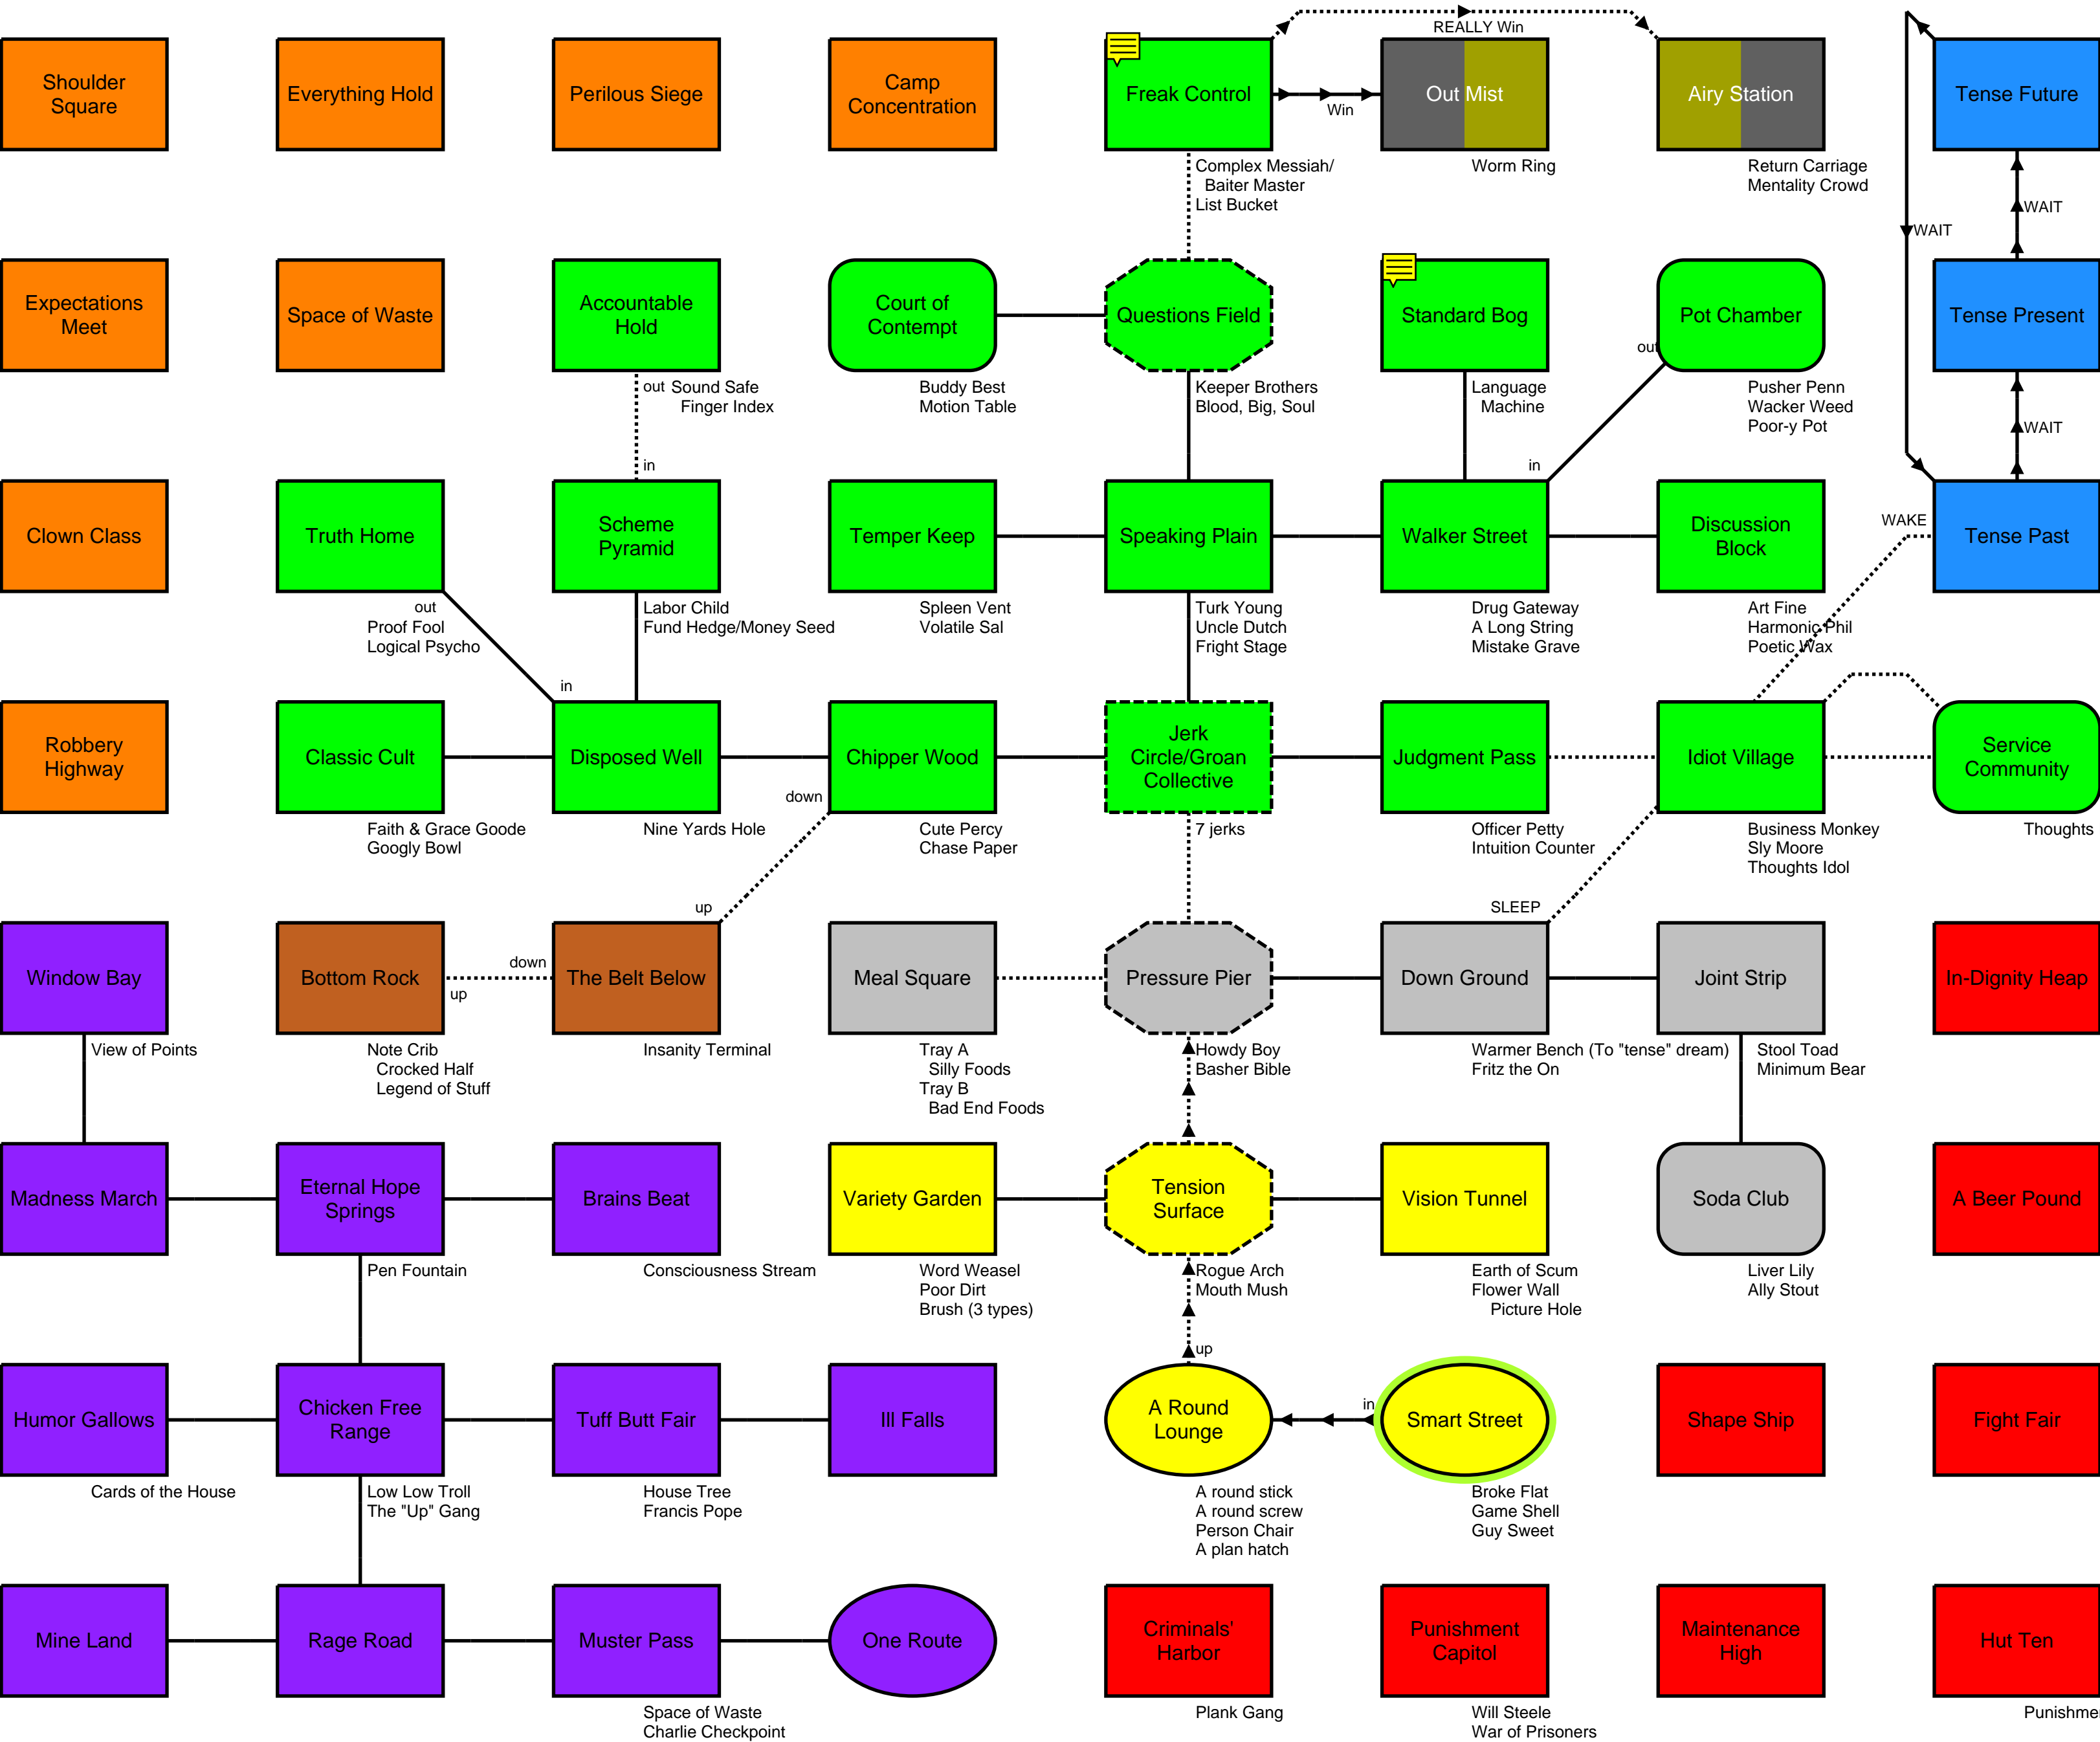 REALLY Win
Shoulder
Square
Everything Hold
Perilous Siege
Camp
Concentration
Freak Control
Win
Out Mist
Airy Station
Tense Future
Complex Messiah/
Baiter Master
List Bucket
Worm Ring
Return Carriage
Mentality Crowd
WAIT
WAIT
Expectations
Meet
Space of Waste
Accountable
Hold
Court of
Contempt
Questions Field
Standard Bog
Pot Chamber
Tense Present
out
out
Sound Safe
Finger Index
Buddy Best
Motion Table
Keeper Brothers
Blood, Big, Soul
Language
Machine
Pusher Penn
Wacker Weed
Poor-y Pot
WAIT
in
in
Clown Class
Truth Home
Scheme
Pyramid
Temper Keep
Speaking Plain
Walker Street
Discussion
Block
WAKE
Tense Past
out
Proof Fool
Logical Psycho
Labor Child
Fund Hedge/Money Seed
Spleen Vent
Volatile Sal
Turk Young
Uncle Dutch
Fright Stage
Drug Gateway
A Long String
Mistake Grave
Art Fine
Harmonic Phil
Poetic Wax
in
Robbery
Highway
Classic Cult
Disposed Well
Chipper Wood
Jerk
Circle/Groan
Collective
Judgment Pass
Idiot Village
Service
Community
down
Faith & Grace Goode
Googly Bowl
Nine Yards Hole
Cute Percy
Chase Paper
7 jerks
Officer Petty
Intuition Counter
Business Monkey
Sly Moore
Thoughts Idol
Thoughts
up
SLEEP
Window Bay
Bottom Rock
down
up
The Belt Below
Meal Square
Pressure Pier
Down Ground
Joint Strip
In-Dignity Heap
View of Points
Note Crib
Crocked Half
Legend of Stuff
Insanity Terminal
Tray A
Silly Foods
Tray B
Bad End Foods
Howdy Boy
Basher Bible
Warmer Bench (To "tense" dream)
Fritz the On
Stool Toad
Minimum Bear
Madness March
Eternal Hope
Springs
Brains Beat
Variety Garden
Tension
Surface
Vision Tunnel
Soda Club
A Beer Pound
Pen Fountain
Consciousness Stream
Word Weasel
Poor Dirt
Brush (3 types)
Rogue Arch
Mouth Mush
Earth of Scum
Flower Wall
Picture Hole
Liver Lily
Ally Stout
up
Humor Gallows
Chicken Free
Range
Tuff Butt Fair
Ill Falls
A Round
Lounge
in
Smart Street
Shape Ship
Fight Fair
Cards of the House
Low Low Troll
The "Up" Gang
House Tree
Francis Pope
A round stick
A round screw
Person Chair
A plan hatch
Broke Flat
Game Shell
Guy Sweet
Mine Land
Rage Road
Muster Pass
One Route
Criminals'
Harbor
Punishment
Capitol
Maintenance
High
Hut Ten
Space of Waste
Charlie Checkpoint
Plank Gang
Will Steele
War of Prisoners
Punishme